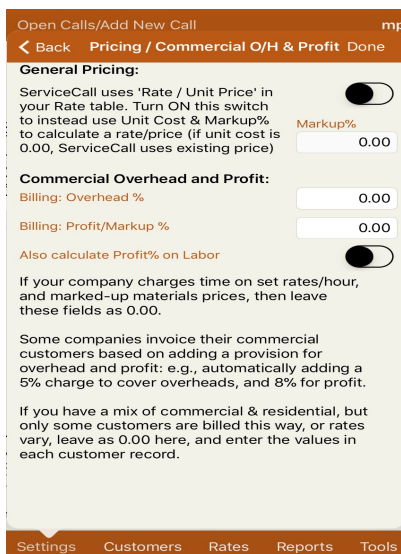 Open Calls/Add New Call
Back Pricing / Commercial O/H & Profit Done
General Pricing:
ServiceCall uses 'Rate / Unit Price' in
your Rate table. Turn ON this switch
to instead use Unit Cost & Markup%
to calculate a rate/price (if unit cost is
0.00, ServiceCall uses existing price)
Markup%
0.00
Commercial Overhead and Profit:
Billing: Overhead % 0.00
Billing: Profit/Markup % 0.00
Also calculate Profit% on Labor
If your company charges time on set rates/hour,
and marked-up materials prices, then leave
these fields as 0.00.
Some companies invoice their commercial
customers based on adding a provision for
overhead and profit: e.g., automatically adding a
5% charge to cover overheads, and 8% for profit.
If you have a mix of commercial & residential, but
only some customers are billed this way, or rates
vary, leave as 0.00 here, and enter the values in
each customer record.
Settings Customers Rates Reports Tools